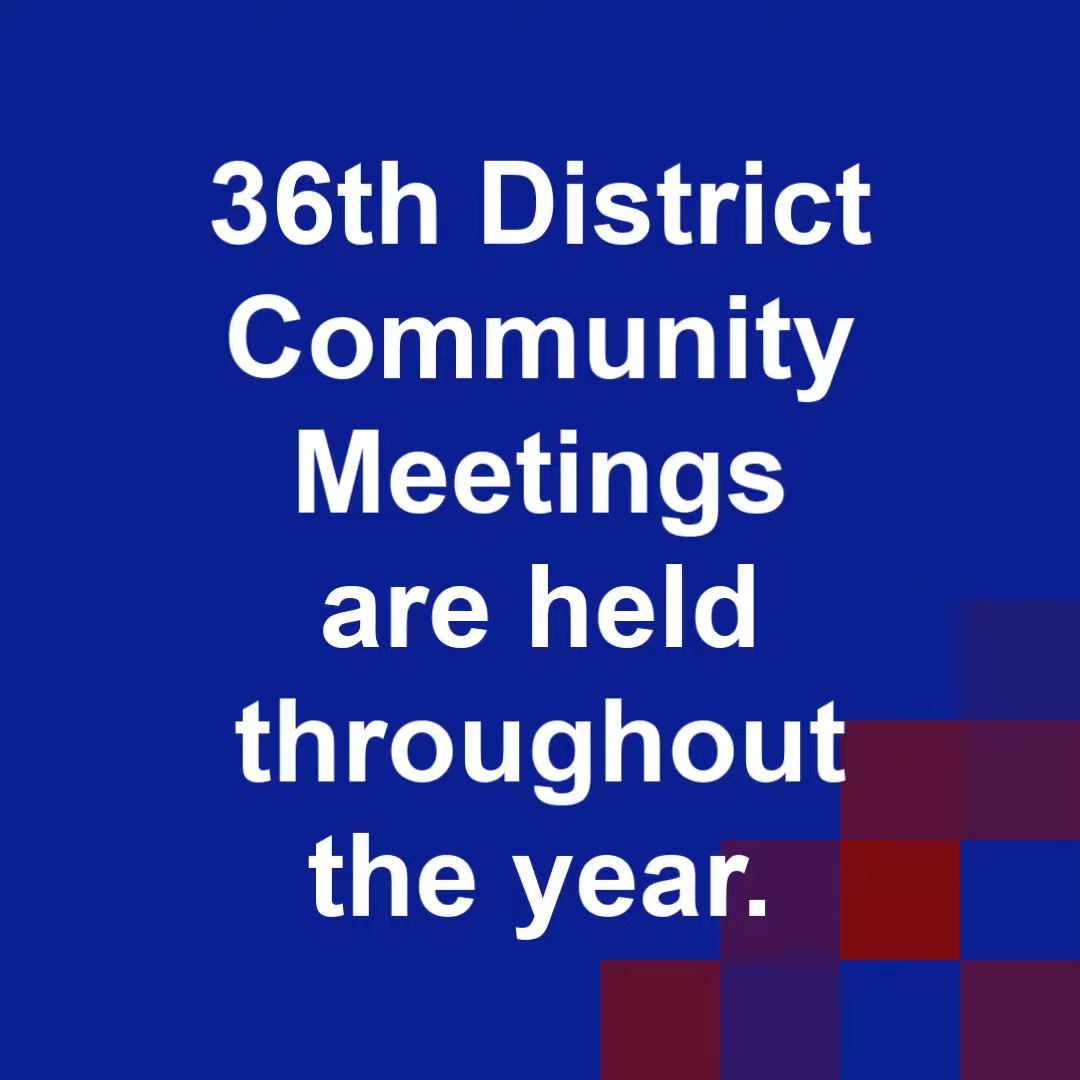 36th District
Community
Meetings
are held
throughout
the year.